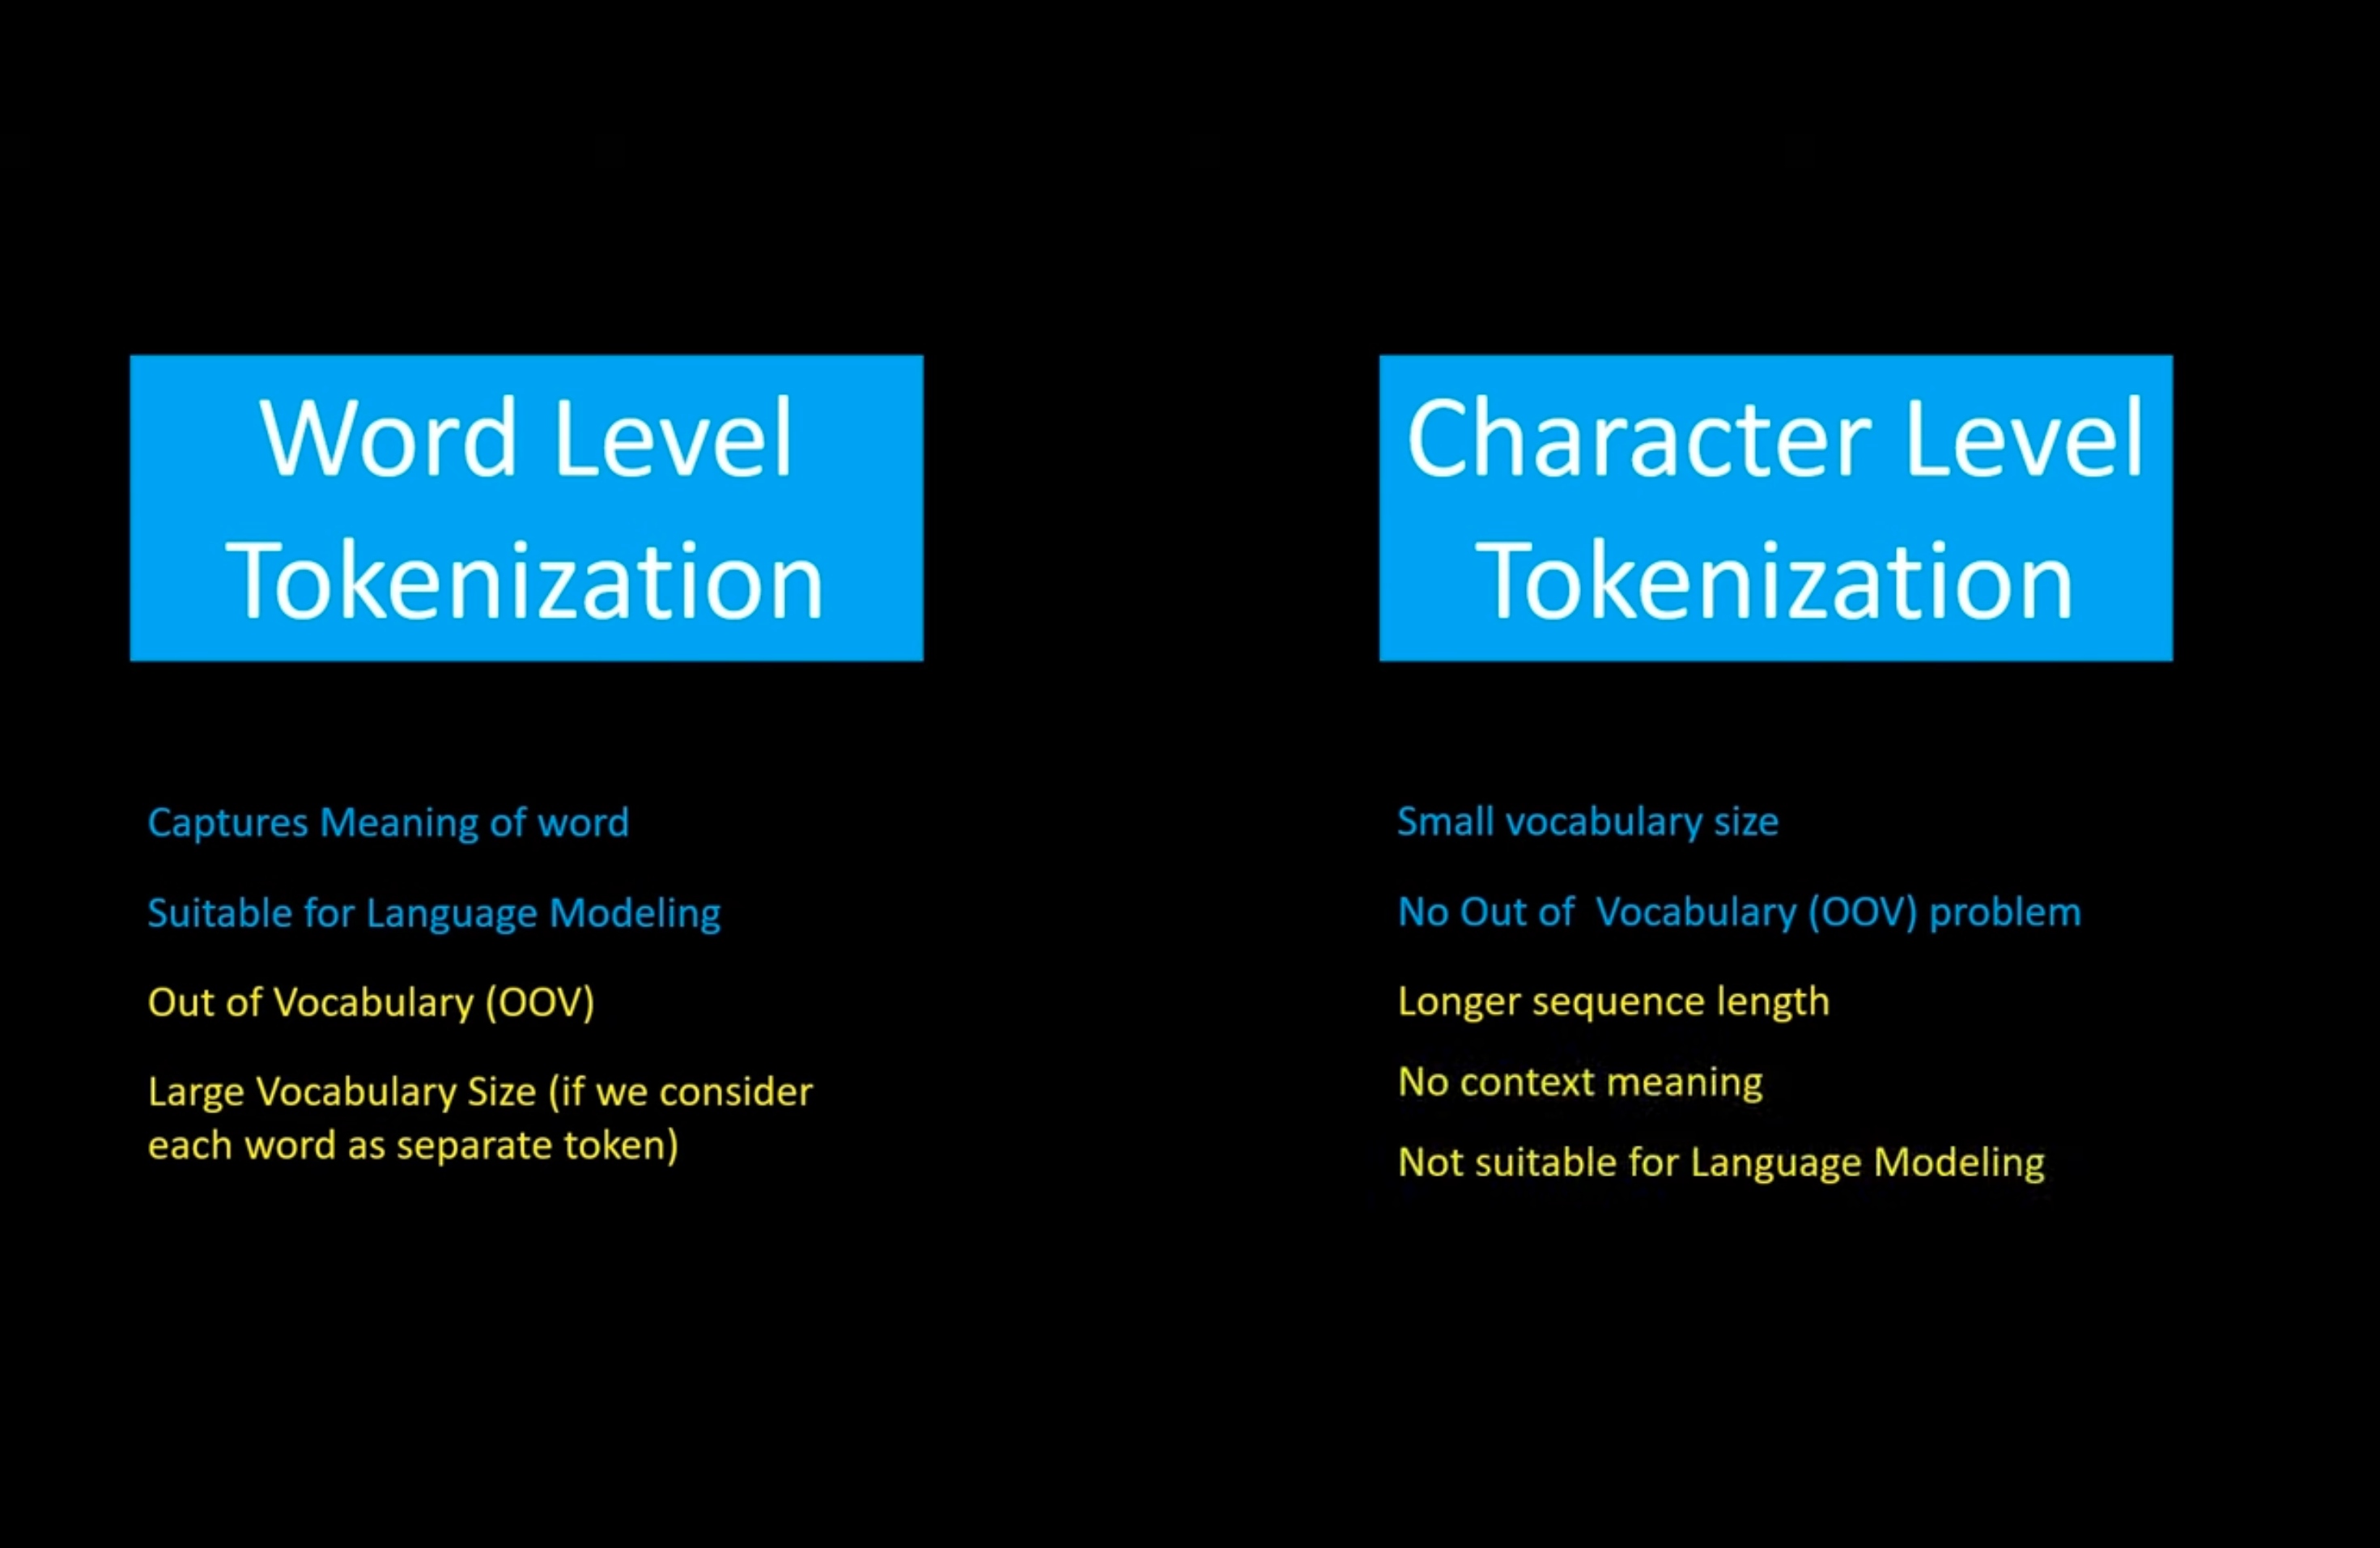 Word Level
Tokenization
Captures Meaning of word
Suitable for Language Modeling
Out of Vocabulary (OOV)
Large Vocabulary Size (if we consider
each word as separate token)
Character Level
Tokenization
Small vocabulary size
No Out of  Vocabulary (OOV) problem
Longer sequence length
No context meaning
Not suitable for Language Modeling